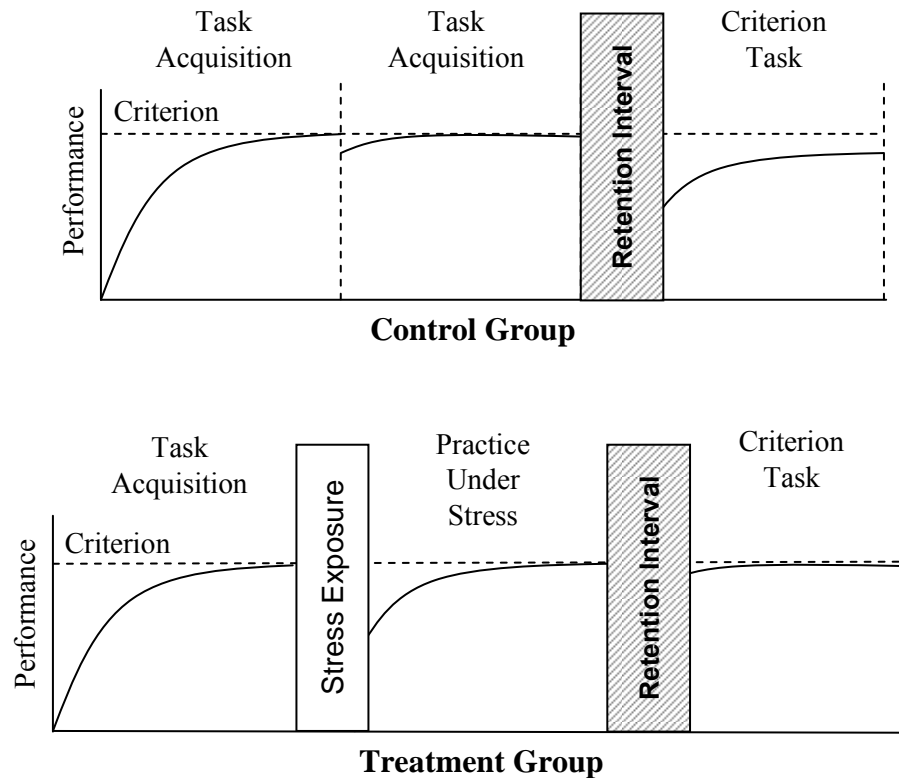 Task
Acquisition
Task
Acquisition
Retention Interval
Criterion
Task
Criterion
Performance
Control Group
Task
Acquisition
Stress Exposure
Practice
Under
Stress
Retention Interval
Criterion
Task
Criterion
Performance
Treatment Group